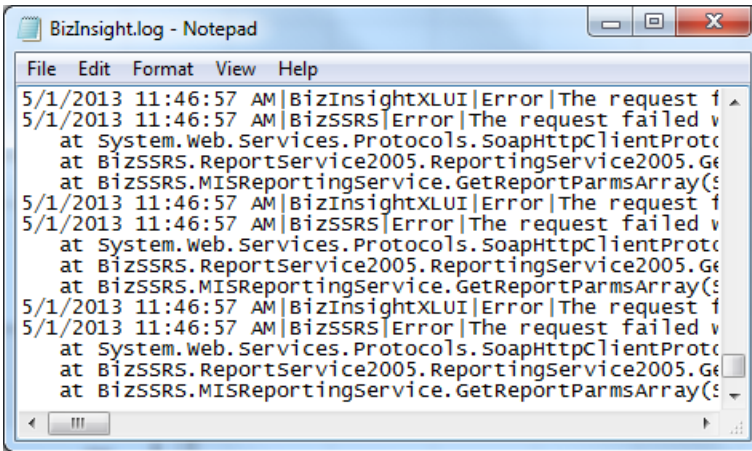 BizInsight.log - Notepad
File Edit Format View Help
5/1/2013 11:46:57 AM|BizInsightXLUI|Error|The request f
5/1/2013 11:46:57 AM|BizSSRS|Error|The request failed w
at System.Web.Services.Protocols.SoapHttpClientProto
at BizSSRS.ReportService2005.ReportingService2005.Ge
at BizSSRS.MISReportingService.GetReportParmsArray(S
5/1/2013 11:46:57 AM|BizInsightXLUI|Error|The request f
5/1/2013 11:46:57 AM|BizSSRS|Error|The request failed w
at System.Web.Services.Protocols.SoapHttpClientProto
at BizSSRS.ReportService2005.ReportingService2005.Ge
at BizSSRS.MISReportingService.GetReportParmsArray(S
5/1/2013 11:46:57 AM|BizInsightXLUI|Error|The request f
5/1/2013 11:46:57 AM|BizSSRS|Error|The request failed w
at System.Web.Services.Protocols.SoapHttpClientProto
at BizSSRS.ReportService2005.ReportingService2005.Ge
at BizSSRS.MISReportingService.GetReportParmsArray(S